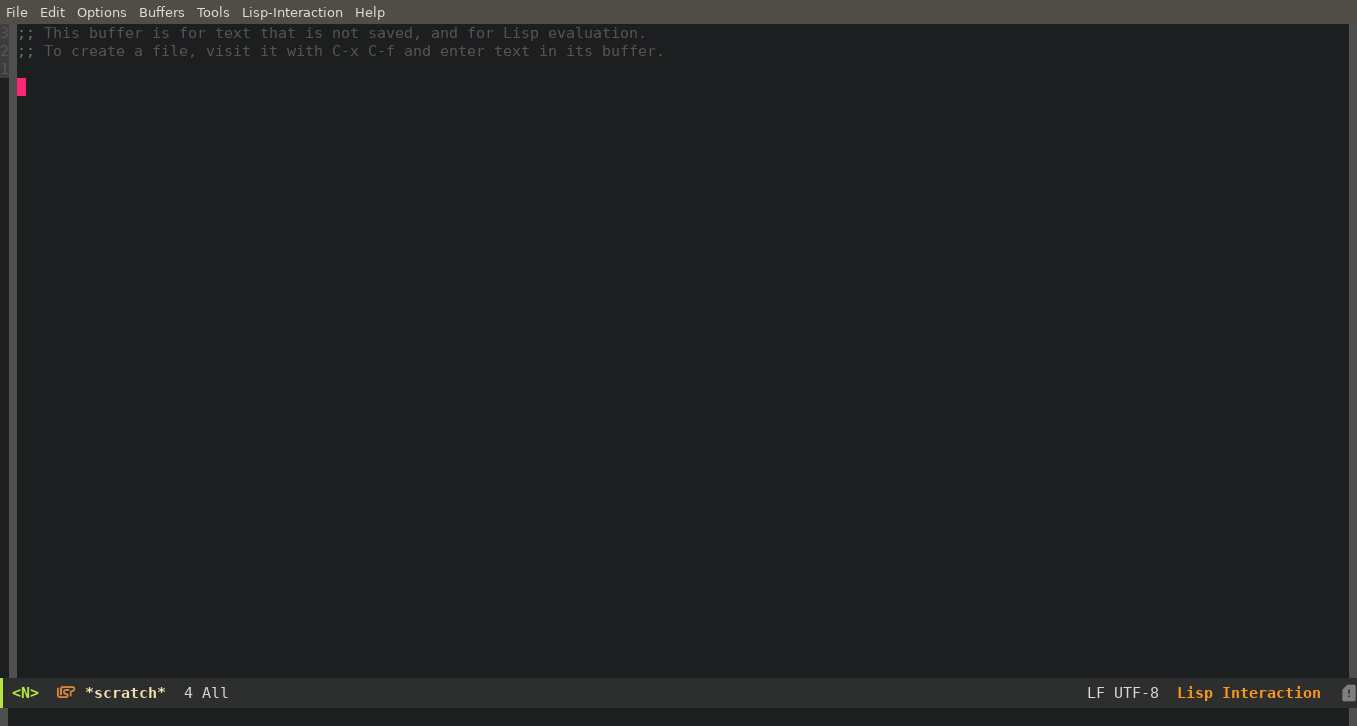 File Edit Options Buffers Tools Lisp-Interaction Help
3 ;; This buffer is for text that is not saved, and for Lisp evaluation.
2 ;; To create a file, visit it with C-x C-f and enter text in its buffer.
1
<N> *scratch* 4 All LF UTF-8 Lisp Interaction